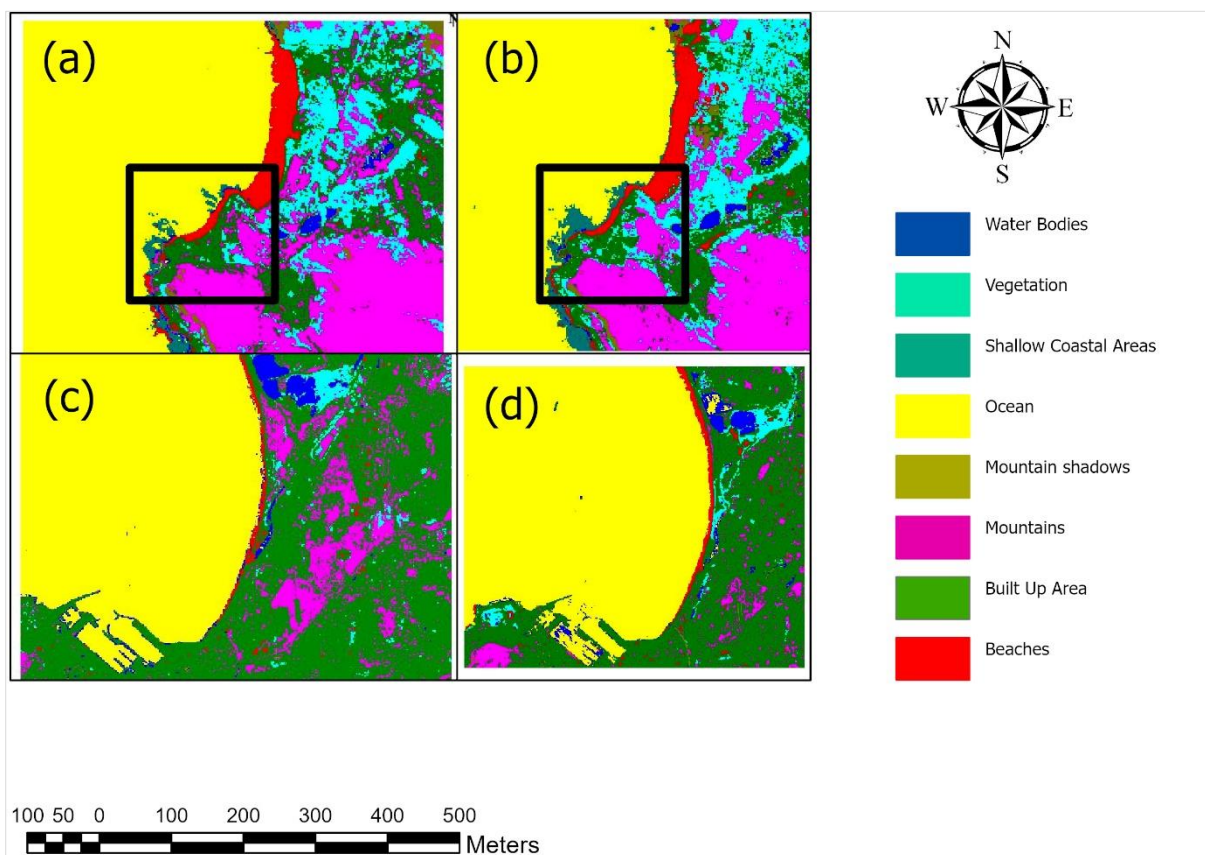 (a)
(b)
N
W
E
S
Water Bodies
Vegetation
Shallow Coastal Areas
(c)
(d)
Ocean
Mountain shadows
Mountains
Built Up Area
Beaches
100 50 0 100 200 300 400 500
Meters